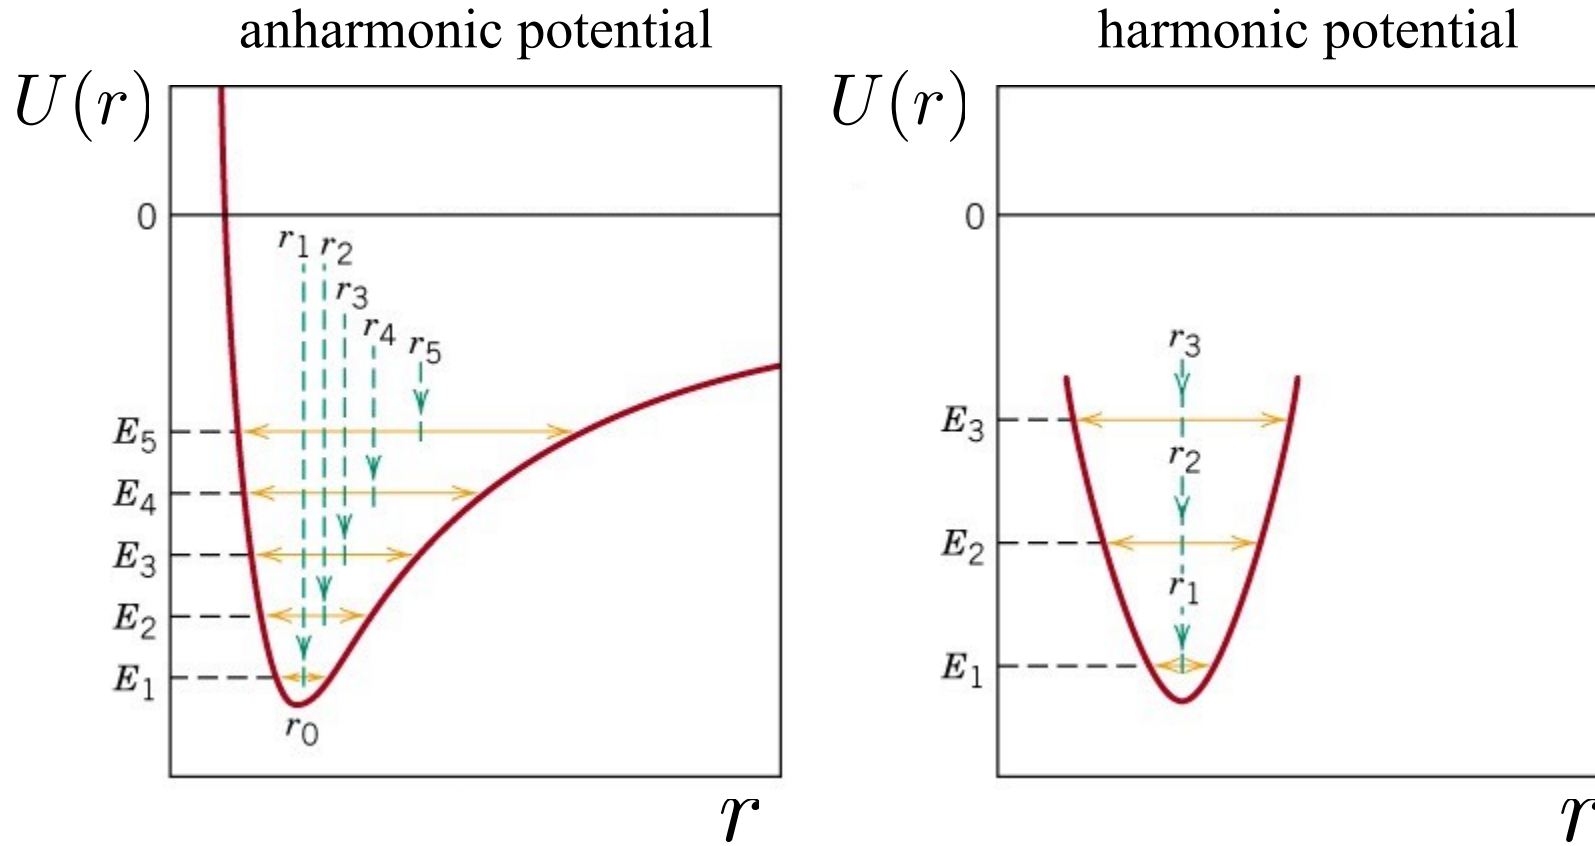 anharmonic potential
U(r)
0
r₁ r₂
r₃
r₄
r₅
E₅
E₄
E₃
E₂
E₁
r₀
r
harmonic potential
U(r)
0
r₃
E₃
r₂
E₂
r₁
E₁
r